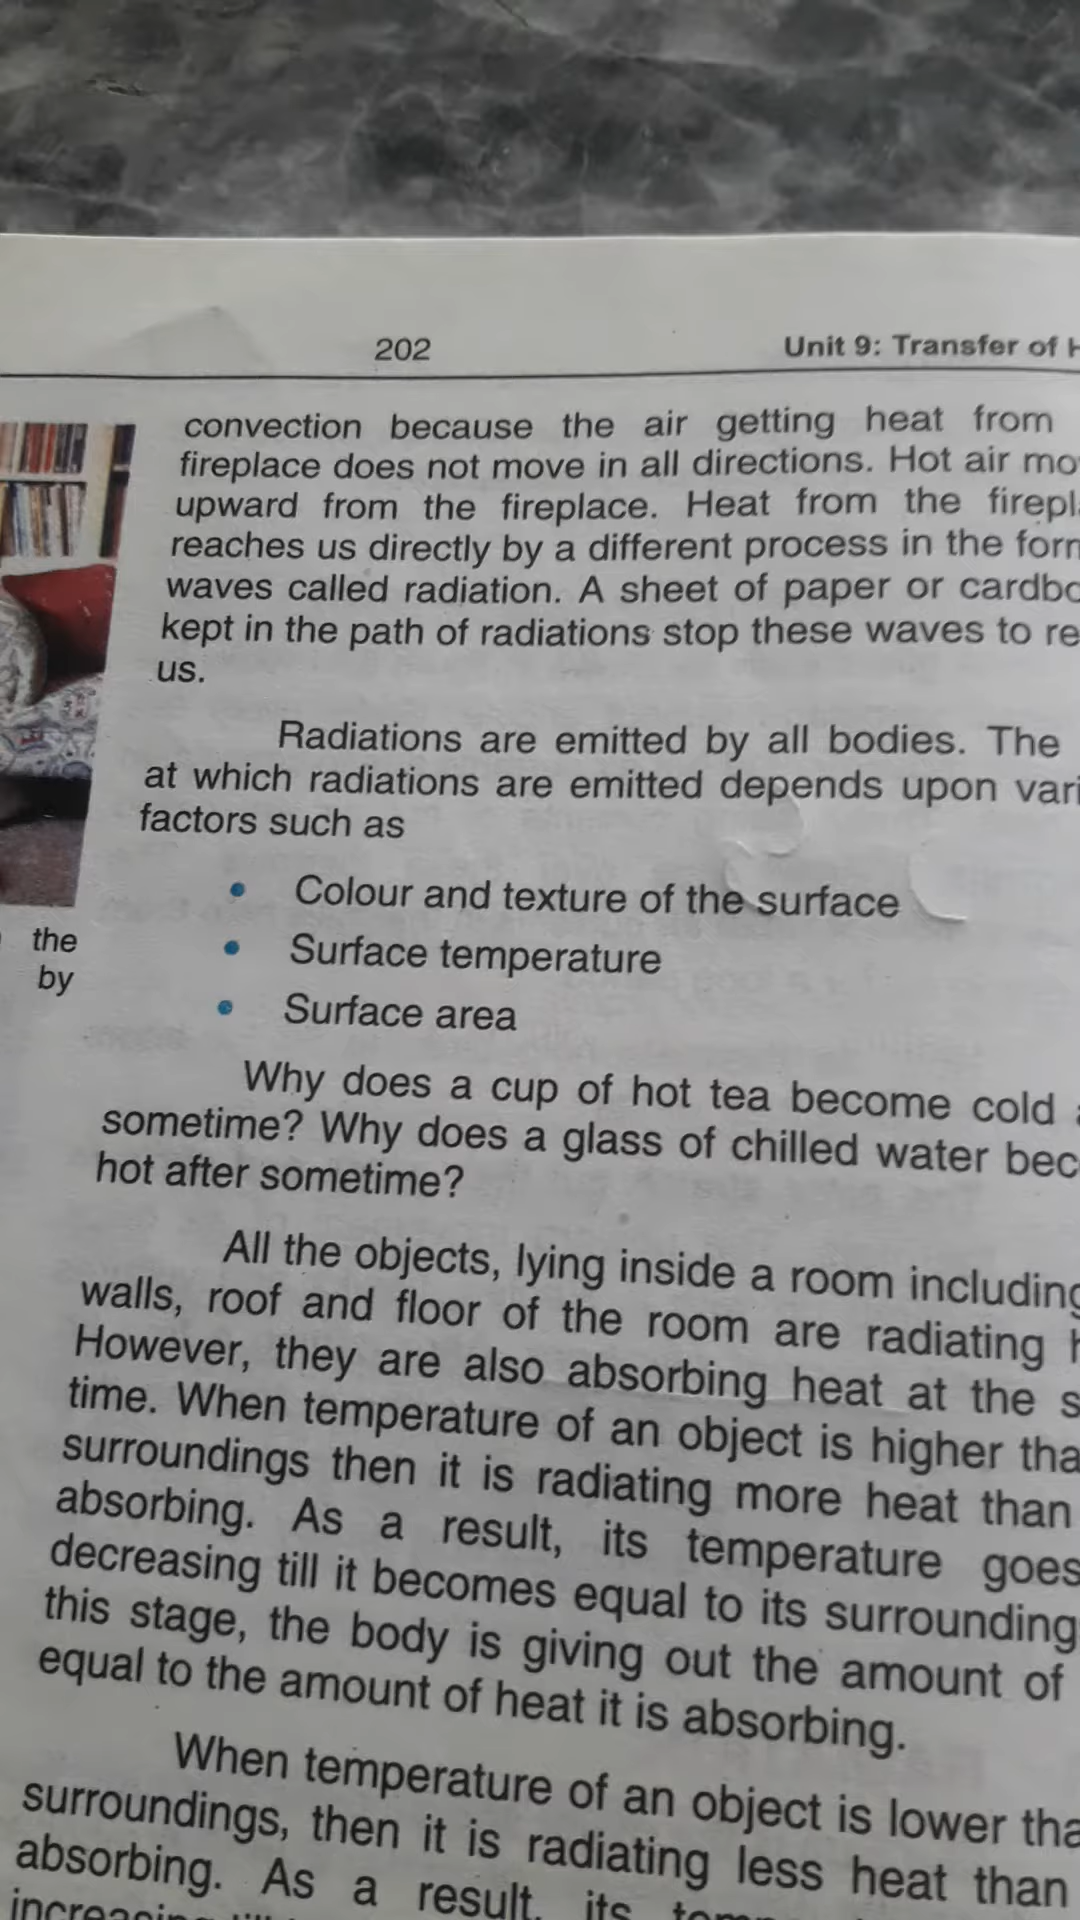 202
Unit 9: Transfer of
convection because the air getting heat from
fireplace does not move in all directions. Hot air
upward from the fireplace. Heat from the
reaches us directly by a different process in the
waves called radiation. A sheet of paper or
kept in the path of radiations stop these waves to
us.
Radiations are emitted by all bodies. The
at which radiations are emitted depends upon
factors such as
• Colour and texture of the surface
the
• Surface temperature
by
• Surface area
Why does a cup of hot tea become cold
sometime? Why does a glass of chilled water
hot after sometime?
All the objects, lying inside a room including
walls, roof and floor of the room are radiating
However, they are also absorbing heat at the
time. When temperature of an object is higher
surroundings then it is radiating more heat than
absorbing. As a result, its temperature goes
decreasing till it becomes equal to its
this stage, the body is giving out the amount of
equal to the amount of heat it is absorbing.
When temperature of an object is lower
surroundings, then it is radiating less heat than
absorbing. As a result, its